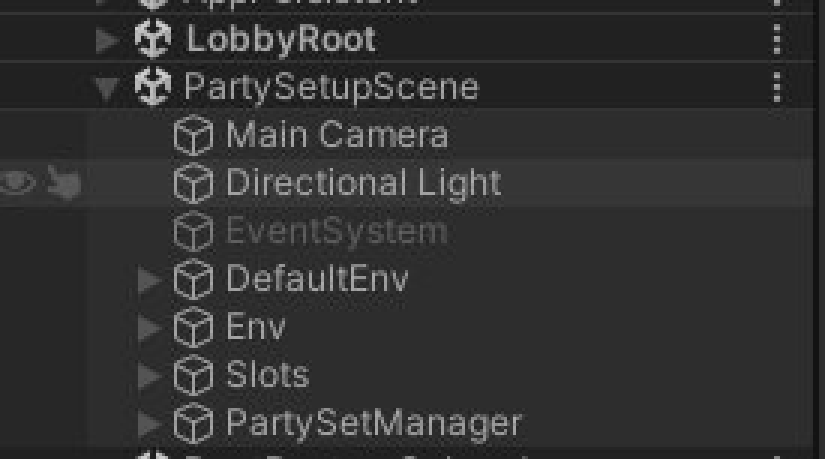 LobbyRoot
PartySetupScene
Main Camera
Directional Light
EventSystem
DefaultEnv
Env
Slots
PartySetManager